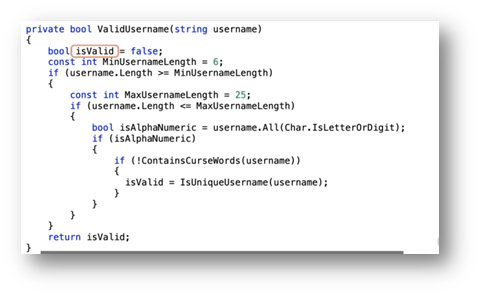 private bool ValidUsername(string username)
{
bool isValid = false;
const int MinUsernameLength = 6;
if (username.Length >= MinUsernameLength)
{
const int MaxUsernameLength = 25;
if (username.Length <= MaxUsernameLength)
{
bool isAlphaNumeric = username.All(Char.IsLetterOrDigit);
if (isAlphaNumeric)
{
if (!ContainsCurseWords(username))
{
isValid = IsUniqueUsername(username);
}
}
}
}
return isValid;
}